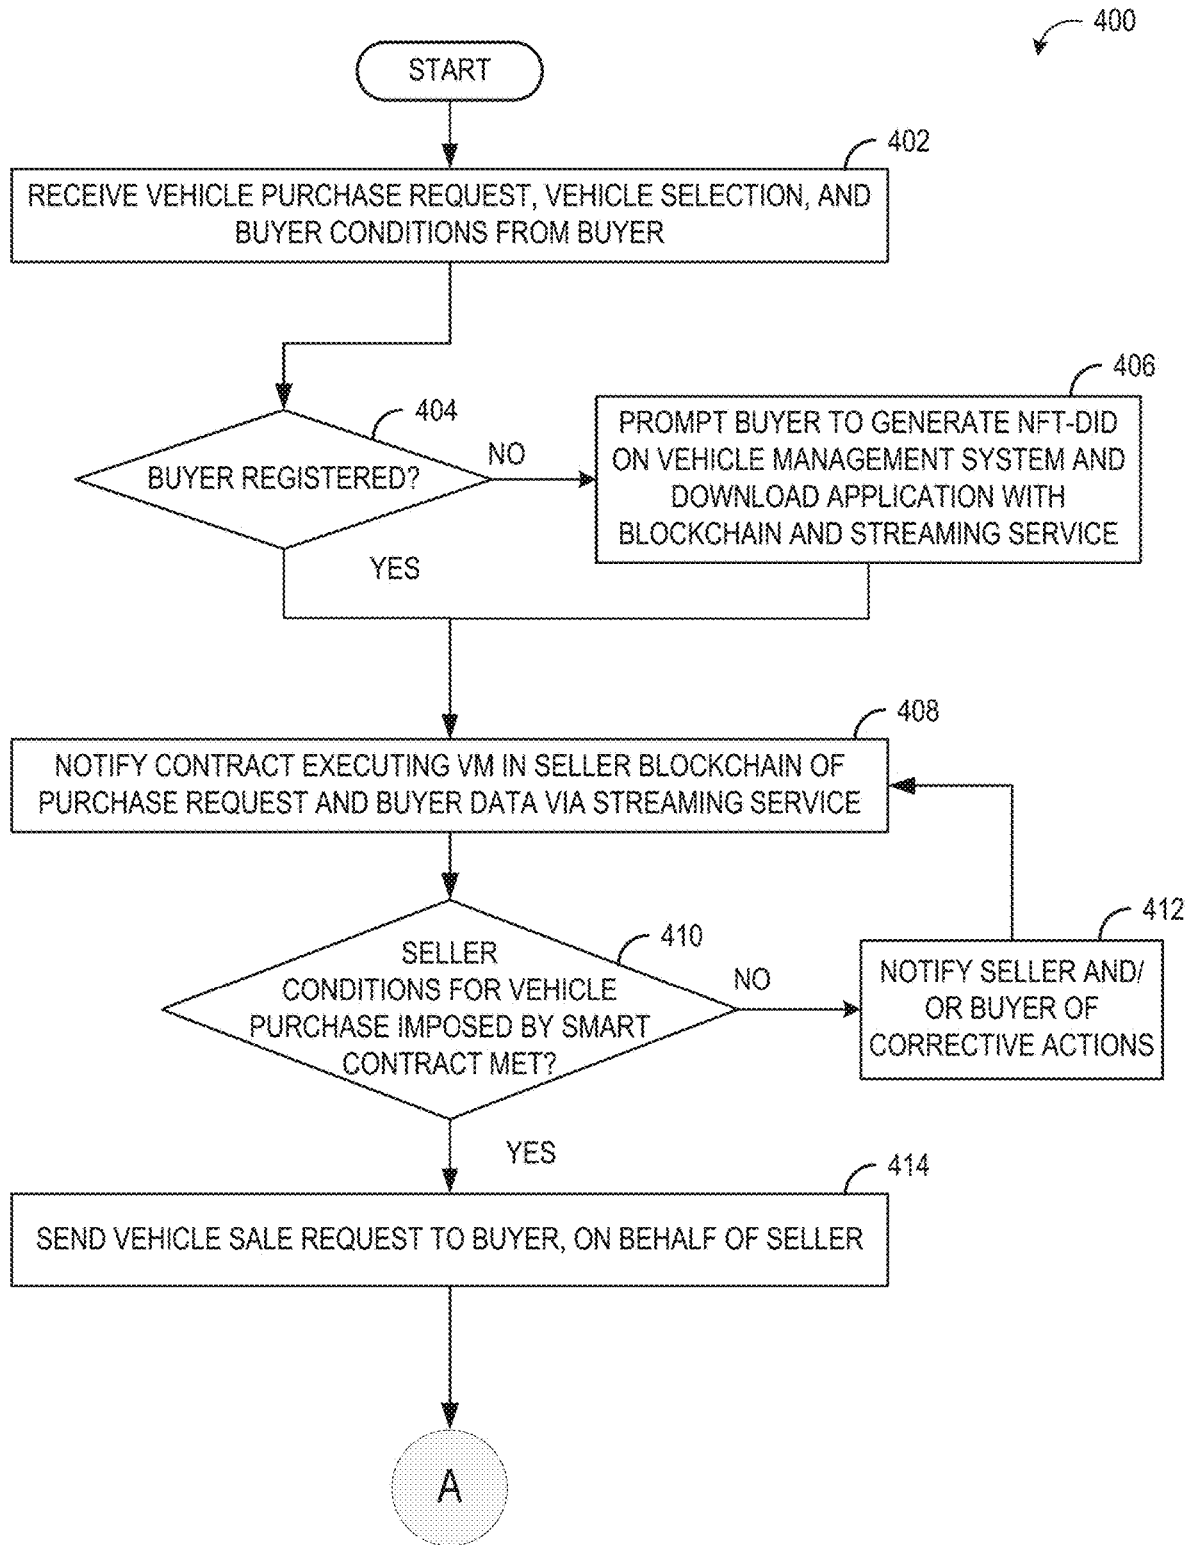 400
START
402
RECEIVE VEHICLE PURCHASE REQUEST, VEHICLE SELECTION, AND
BUYER CONDITIONS FROM BUYER
404
BUYER REGISTERED?
NO
YES
406
PROMPT BUYER TO GENERATE NFT-DID
ON VEHICLE MANAGEMENT SYSTEM AND
DOWNLOAD APPLICATION WITH
BLOCKCHAIN AND STREAMING SERVICE
408
NOTIFY CONTRACT EXECUTING VM IN SELLER BLOCKCHAIN OF
PURCHASE REQUEST AND BUYER DATA VIA STREAMING SERVICE
410
SELLER
CONDITIONS FOR VEHICLE
PURCHASE IMPOSED BY SMART
CONTRACT MET?
NO
412
NOTIFY SELLER AND/
OR BUYER OF
CORRECTIVE ACTIONS
YES
414
SEND VEHICLE SALE REQUEST TO BUYER, ON BEHALF OF SELLER
A